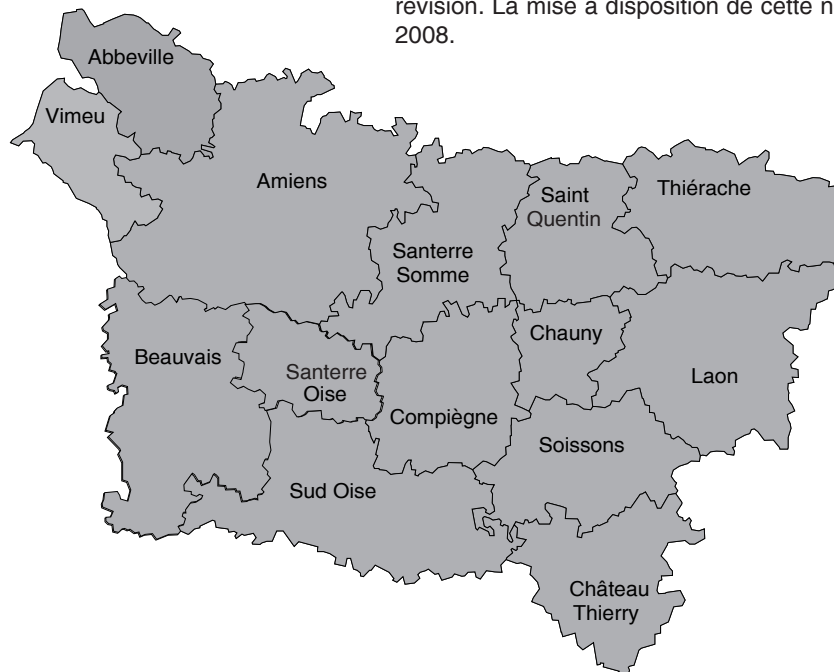 révision. La mise à disposition de cette n
2008.
Abbeville
Vimeu
Amiens
Saint
Quentin
Thiérache
Santerre
Somme
Chauny
Beauvais
Santerre
Oise
Laon
Compiègne
Soissons
Sud Oise
Château
Thierry